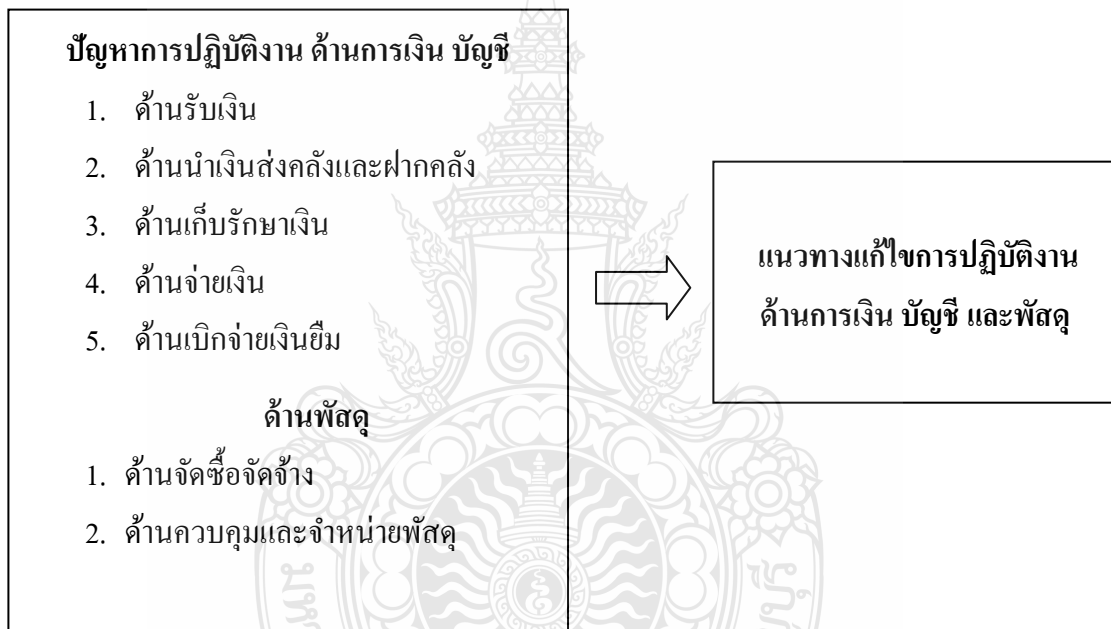 ปัญหาการปฏิบัติงาน ด้านการเงิน บัญชี
1. ด้านรับเงิน
2. ด้านนำเงินส่งคลังและฝากคลัง
3. ด้านเก็บรักษาเงิน
4. ด้านจ่ายเงิน
5. ด้านเบิกจ่ายเงินยืม
ด้านพัสดุ
1. ด้านจัดซื้อจัดจ้าง
2. ด้านควบคุมและจำหน่ายพัสดุ
แนวทางแก้ไขการปฏิบัติงาน
ด้านการเงิน บัญชี และพัสดุ